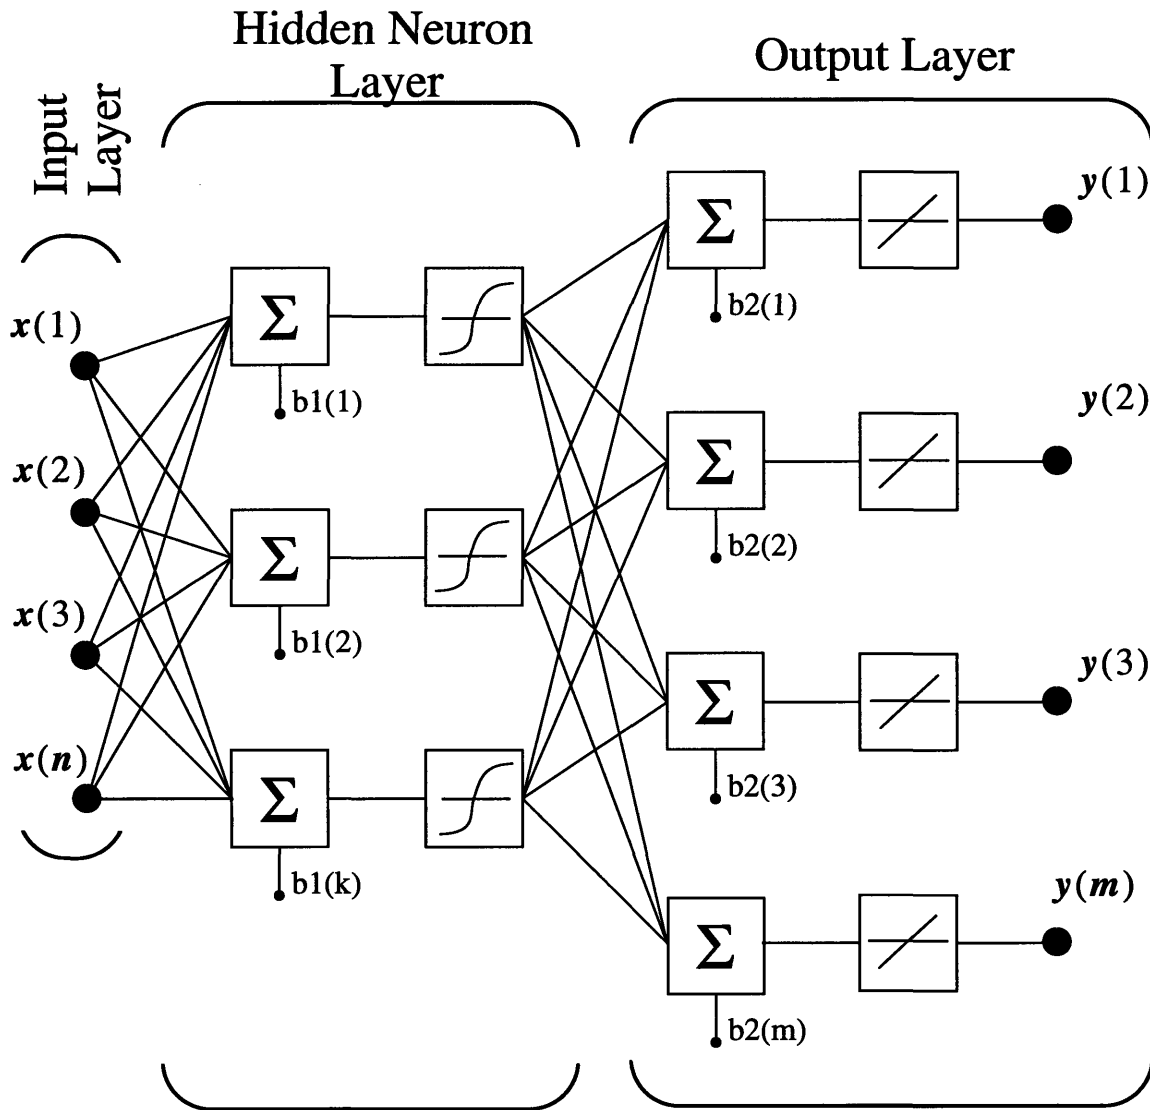 Hidden Neuron
Layer
Output Layer
Input
Layer
x(1)
x(2)
x(3)
x(n)
Σ
b1(1)
Σ
b1(2)
Σ
b1(k)
Σ
b2(1)
Σ
b2(2)
Σ
b2(3)
Σ
b2(m)
y(1)
y(2)
y(3)
y(m)